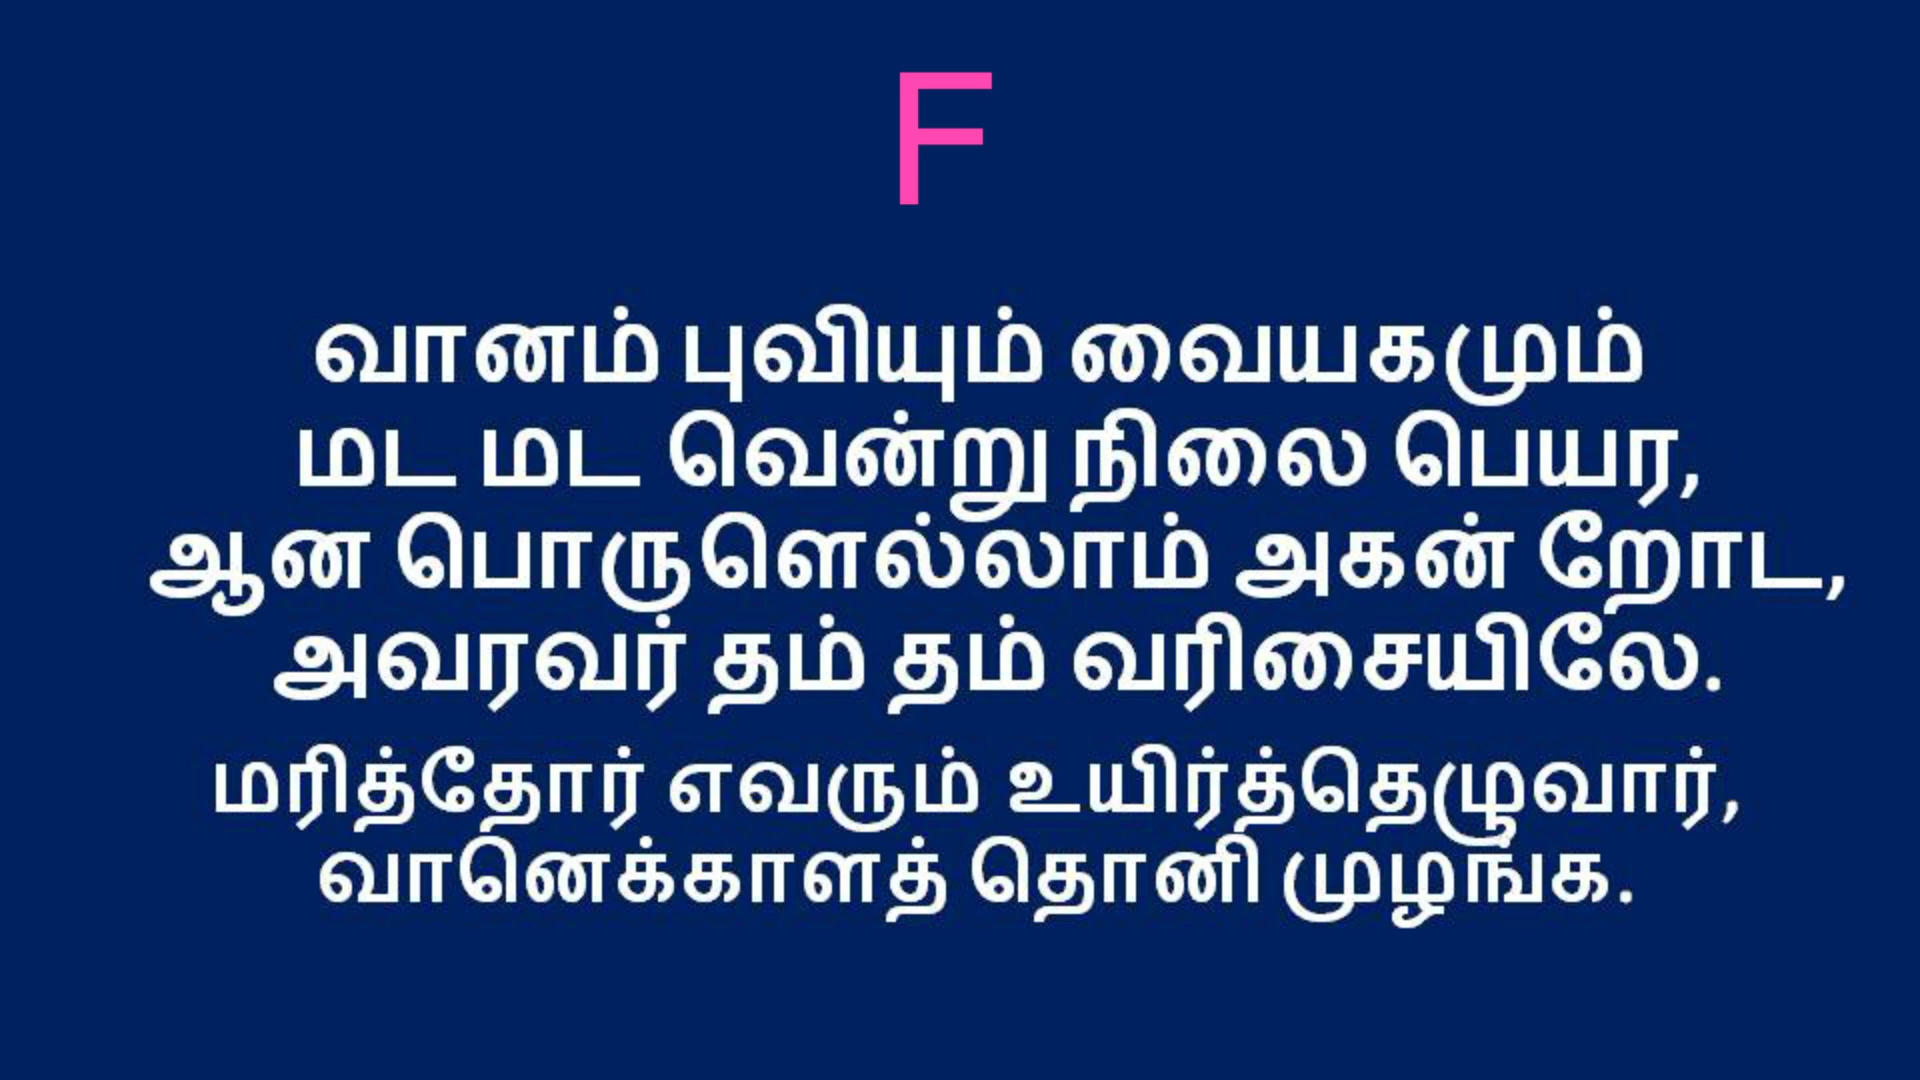 F
வானம் புவியும் வையகமும்
மட மட வென்று நிலை பெயர,
ஆன பொருளெல்லாம் அகன் றோட,
அவரவர் தம் தம் வரிசையிலே.
மரித்தோர் எவரும் உயிர்த்தெழுவார்,
வானெக்காளத் தொனி முழங்க.